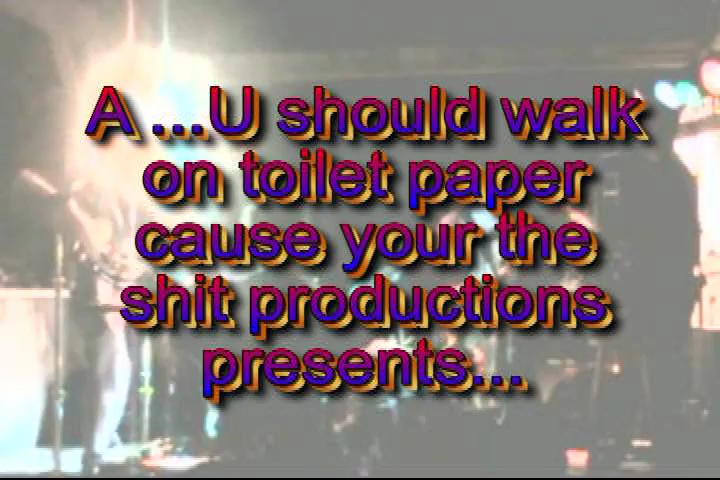 A ...U should walk
on toilet paper
cause your the
shit productions
presents...